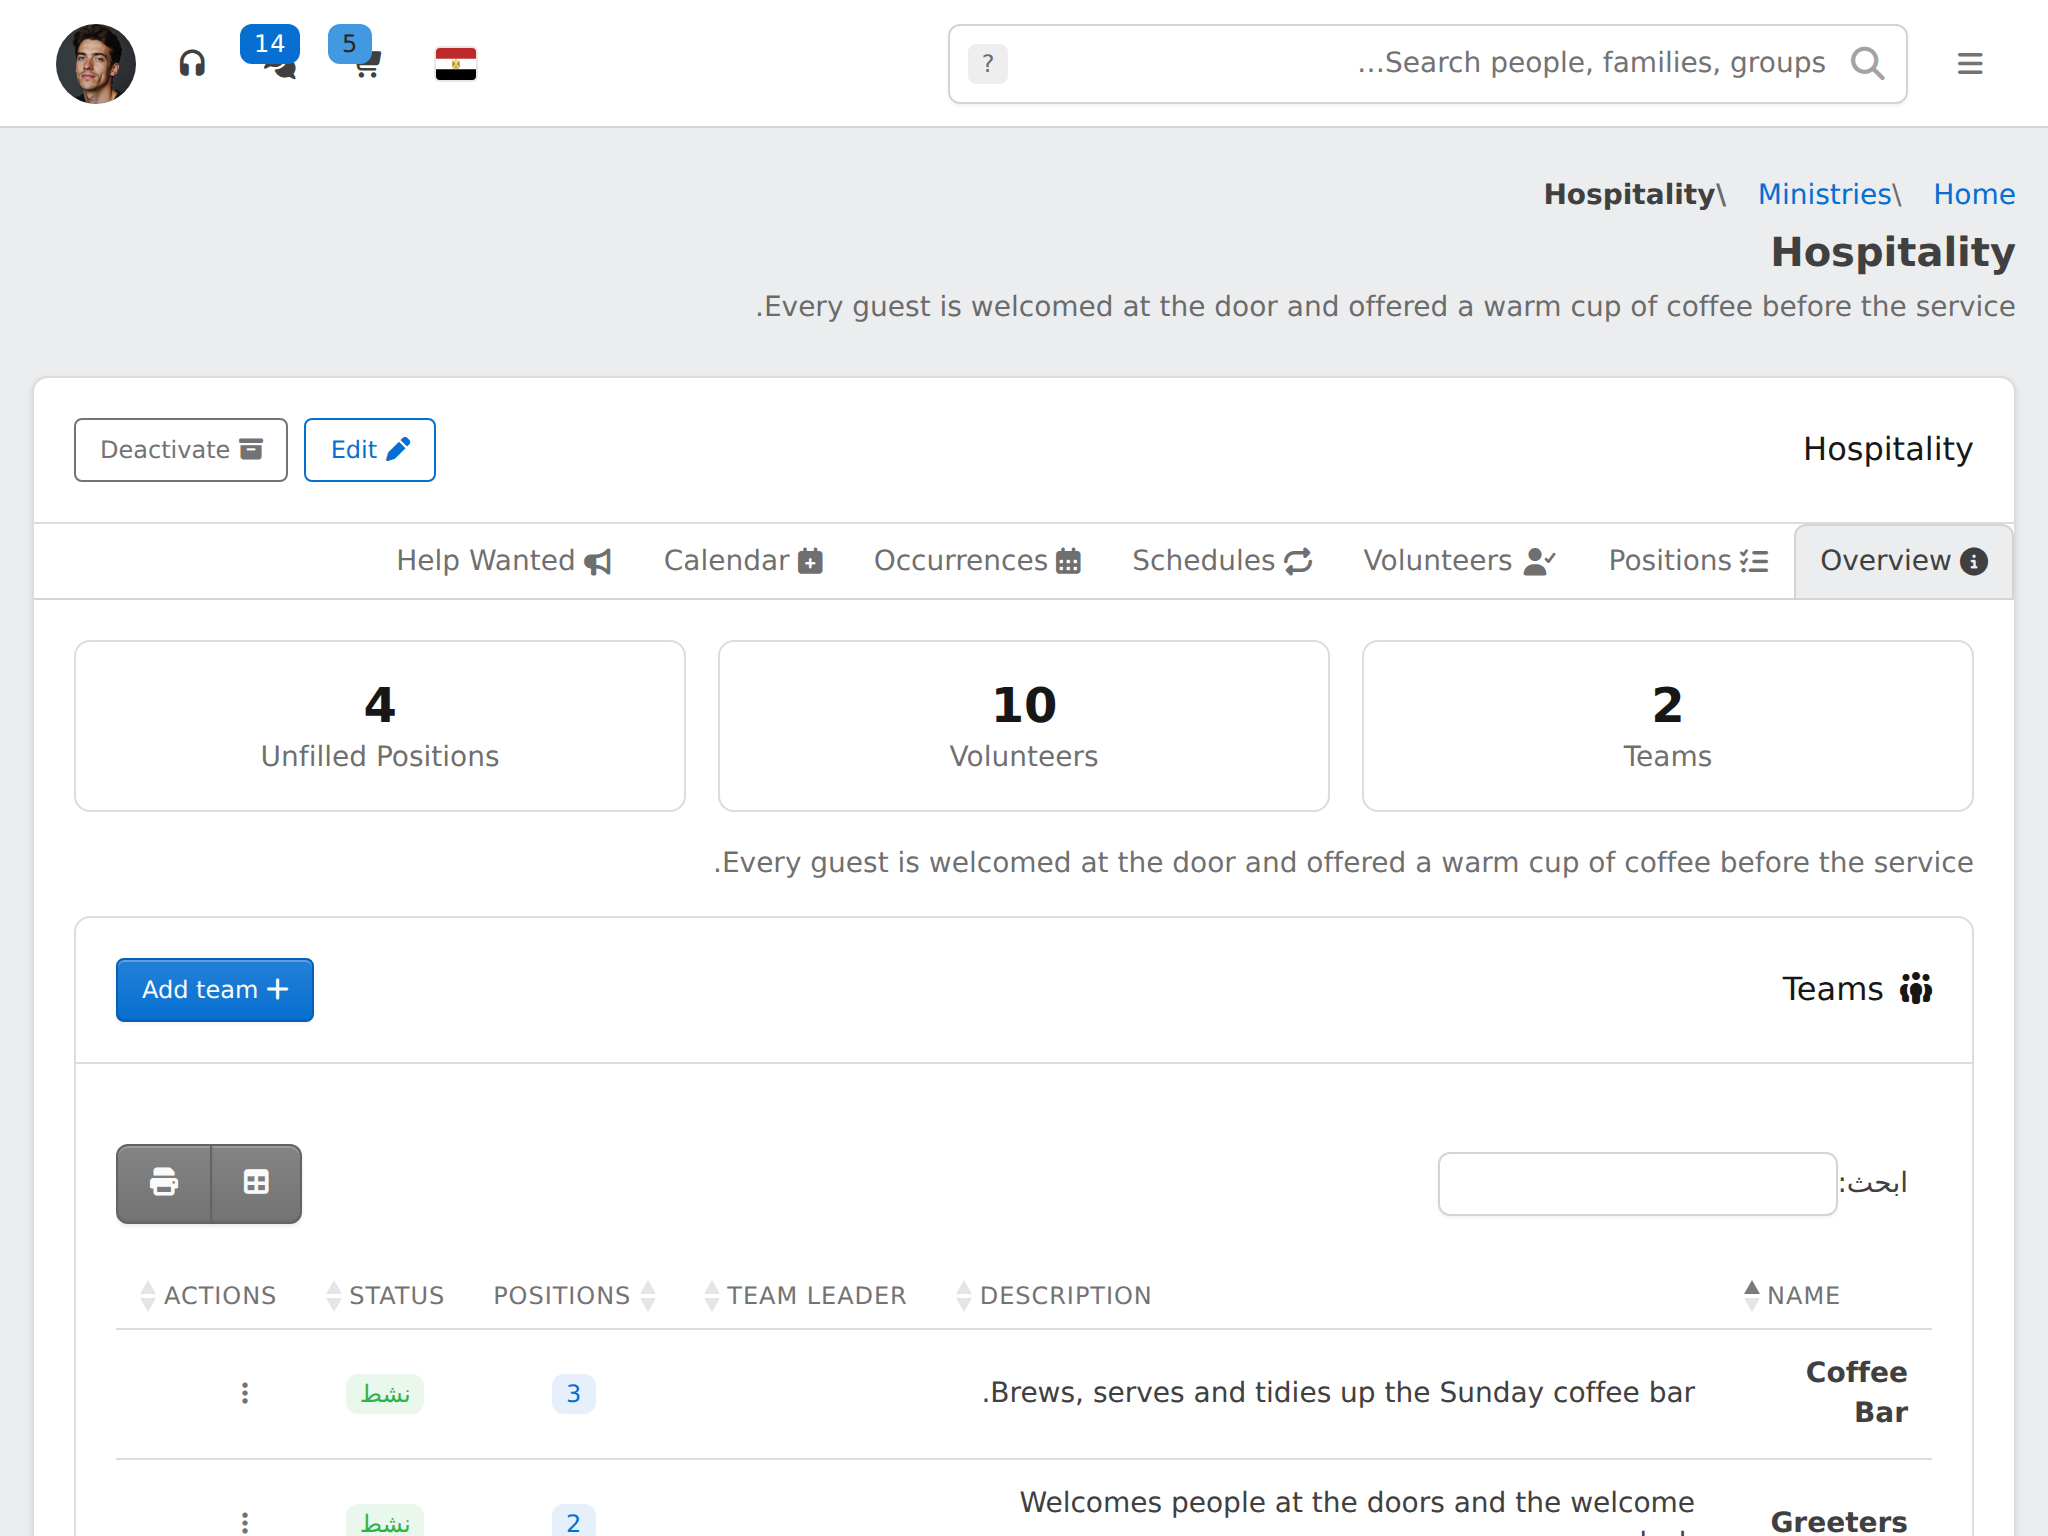 14
5
?
Search people, families, groups...
Home
Ministries\
Hospitality\
Hospitality
Every guest is welcomed at the door and offered a warm cup of coffee before the service.
Hospitality
Edit
Deactivate
Overview
Positions
Volunteers
Schedules
Occurrences
Calendar
Help Wanted
2
Teams
10
Volunteers
4
Unfilled Positions
Every guest is welcomed at the door and offered a warm cup of coffee before the service.
Teams
Add team
ابحث:
NAME
DESCRIPTION
TEAM LEADER
POSITIONS
STATUS
ACTIONS
Coffee
Bar
Brews, serves and tidies up the Sunday coffee bar.
3
نشط
Greeters
Welcomes people at the doors and the welcome
2
نشط